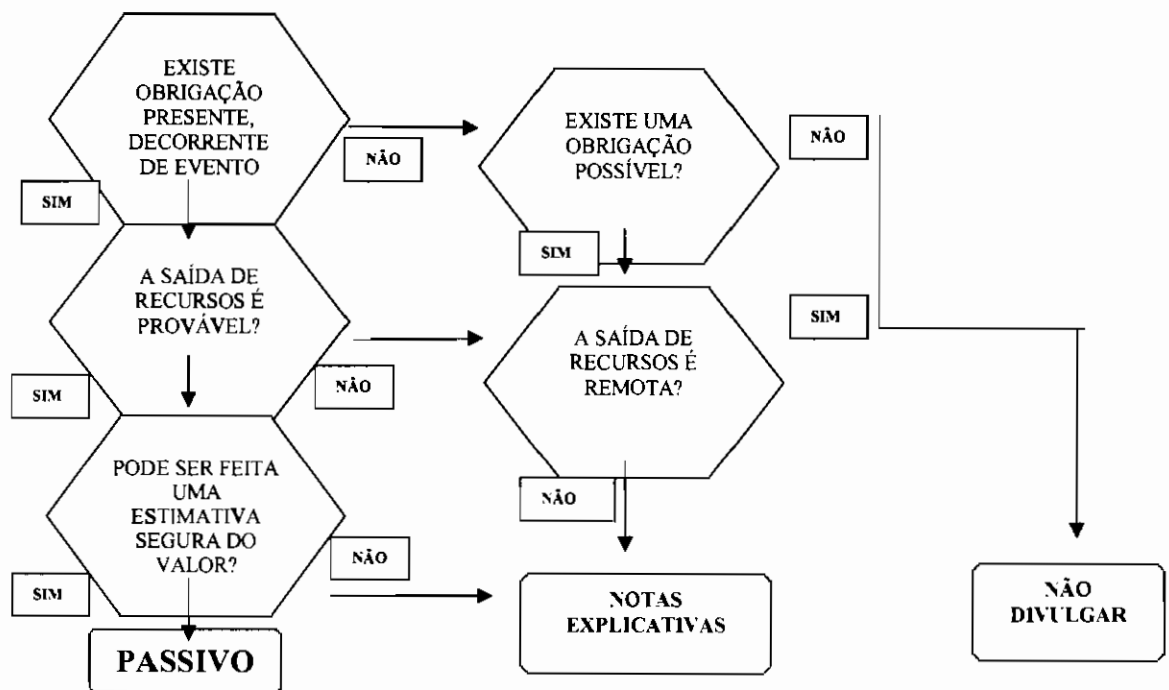 EXISTE
OBRIGAÇÃO
PRESENTE,
DECORRENTE
DE EVENTO
NÃO
SIM
EXISTE UMA
OBRIGAÇÃO
POSSÍVEL?
NÃO
SIM
A SAÍDA DE
RECURSOS É
PROVÁVEL?
NÃO
SIM
A SAÍDA DE
RECURSOS É
REMOTA?
SIM
NÃO
PODE SER FEITA
UMA
ESTIMATIVA
SEGURA DO
VALOR?
NÃO
SIM
PASSIVO
NOTAS
EXPLICATIVAS
NÃO
DIVULGAR